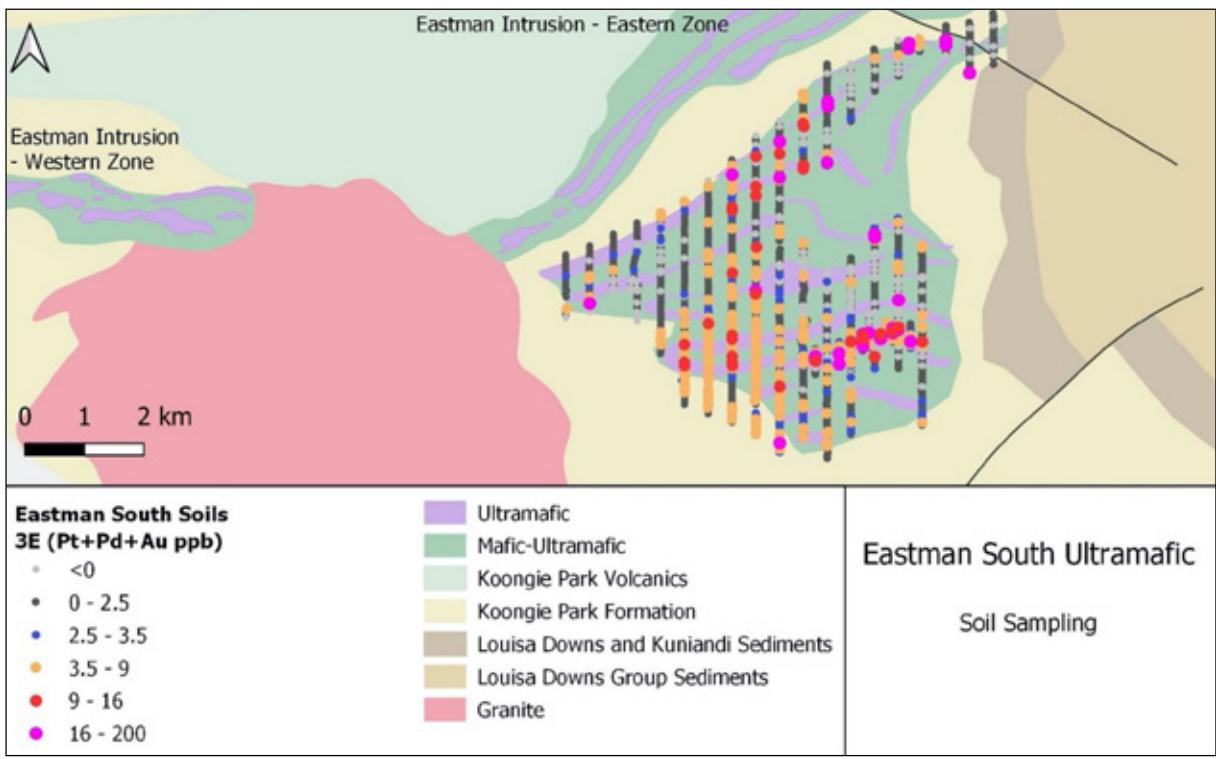 Eastman Intrusion - Eastern Zone
Eastman Intrusion
- Western Zone
0 1 2 km
Eastman South Soils
3E (Pt+Pd+Au ppb)
<0
0 - 2.5
2.5 - 3.5
3.5 - 9
9 - 16
16 - 200
Ultramafic
Mafic-Ultramafic
Koongie Park Volcanics
Koongie Park Formation
Louisa Downs and Kuniandi Sediments
Louisa Downs Group Sediments
Granite
Eastman South Ultramafic
Soil Sampling